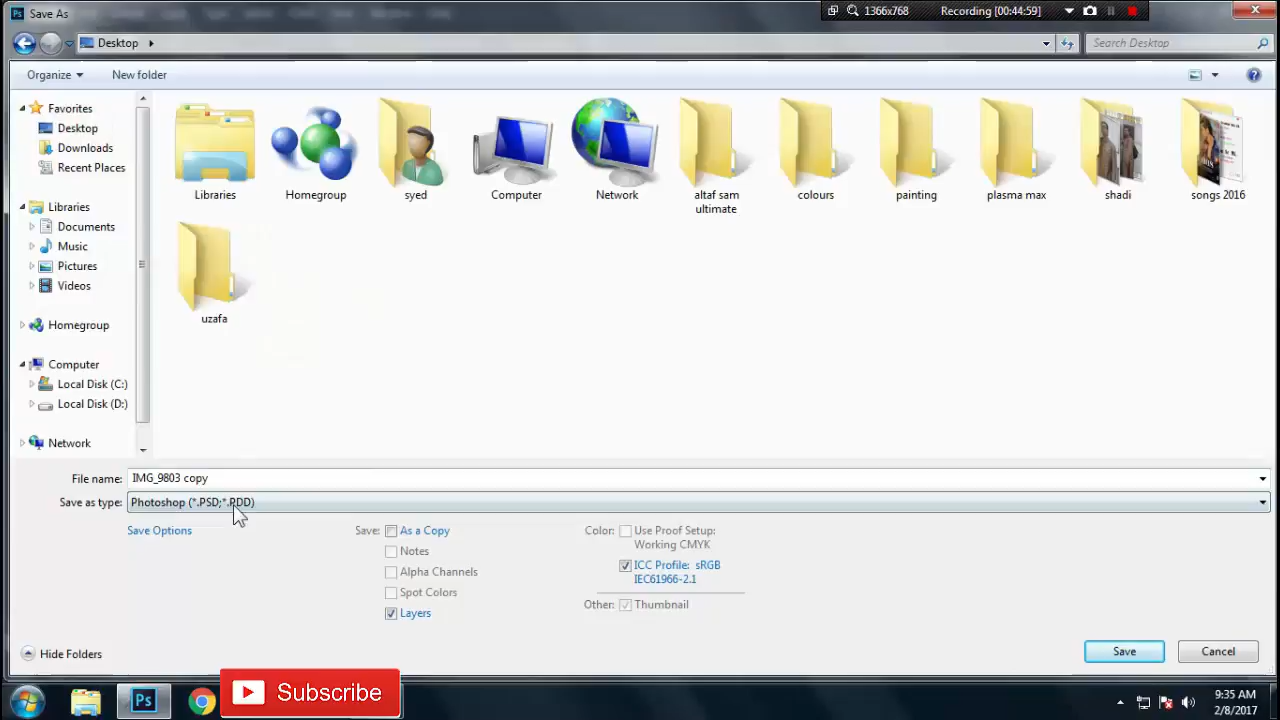 Ps Save As
1366x768 Recording [00:44:59]
Desktop
Search Desktop
Organize New folder
Favorites
Desktop
Downloads
Recent Places
Libraries
Documents
Music
Pictures
Videos
Homegroup
Computer
Local Disk (C:)
Local Disk (D:)
Network
Libraries
Homegroup
syed
Computer
Network
altaf sam
ultimate
colours
painting
plasma max
shadi
songs 2016
uzafa
File name: IMG_9803 copy
Save as type: Photoshop (*.PSD;*.PDD)
Save Options
Save: As a Copy
Notes
Alpha Channels
Spot Colors
Layers
Color: Use Proof Setup:
Working CMYK
ICC Profile: sRGB
IEC61966-2.1
Other: Thumbnail
Hide Folders
Save Cancel
Ps
Subscribe
9:35 AM
2/8/2017